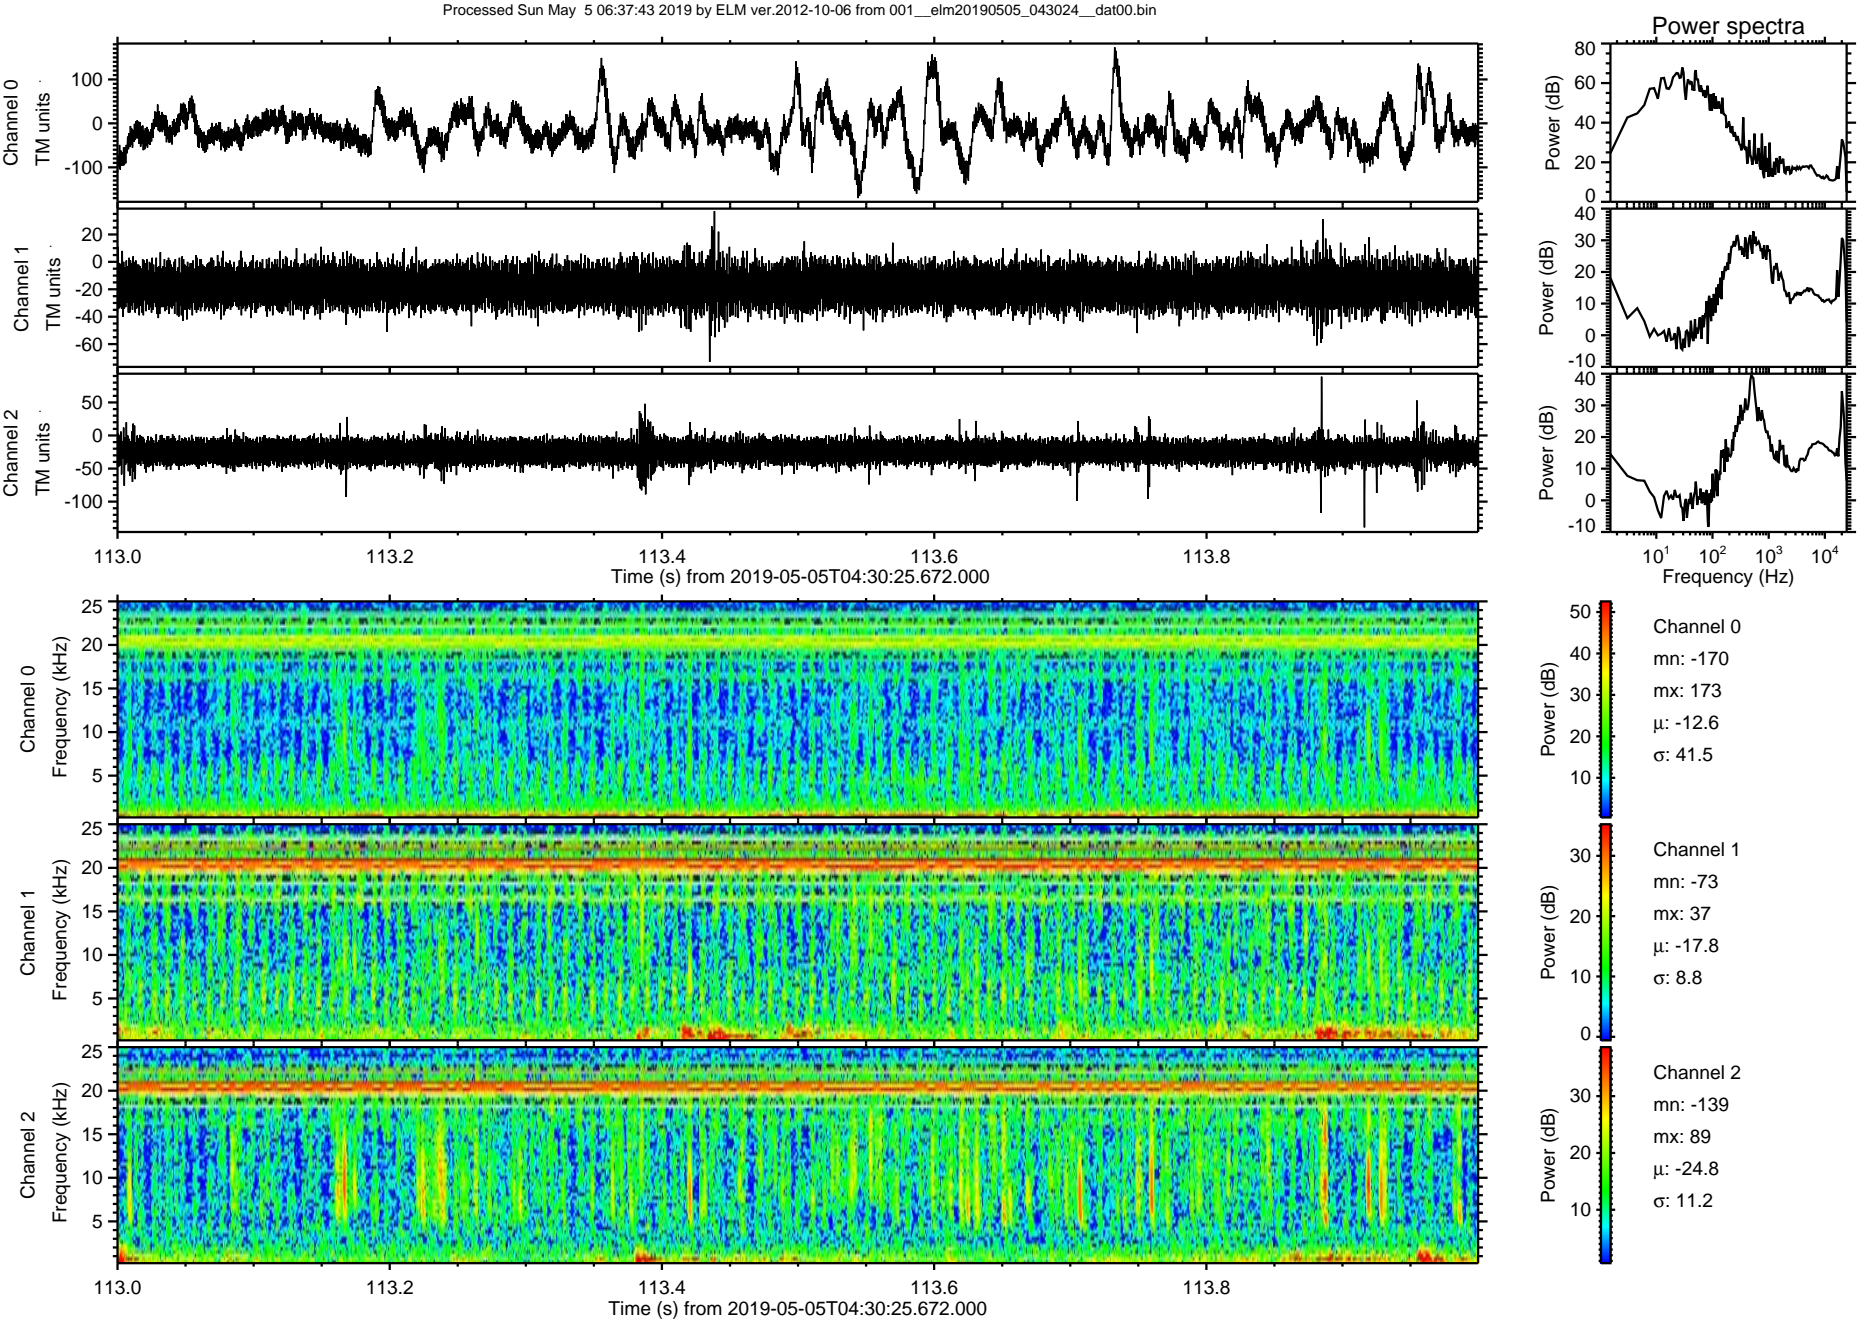 Processed Sun May  5 06:37:43 2019 by ELM ver.2012-10-06 from 001__elm20190505_043024__dat00.bin
Power spectra
Channel 0
TM units
100
0
-100
Power (dB)
80
60
40
20
0
Channel 1
TM units
20
0
-20
-40
-60
Power (dB)
40
30
20
10
0
-10
Channel 2
TM units
50
0
-50
-100
Power (dB)
40
30
20
10
0
-10
113.0 113.2 113.4 113.6 113.8
Time (s) from 2019-05-05T04:30:25.672.000
10¹ 10² 10³ 10⁴
Frequency (Hz)
Channel 0
Frequency (kHz)
25
20
15
10
5
Power (dB)
50
40
30
20
10
Channel 0
mn: -170
mx: 173
μ: -12.6
σ: 41.5
Channel 1
Frequency (kHz)
25
20
15
10
5
Power (dB)
30
20
10
0
Channel 1
mn: -73
mx: 37
μ: -17.8
σ: 8.8
Channel 2
Frequency (kHz)
25
20
15
10
5
Power (dB)
30
20
10
Channel 2
mn: -139
mx: 89
μ: -24.8
σ: 11.2
113.0 113.2 113.4 113.6 113.8
Time (s) from 2019-05-05T04:30:25.672.000